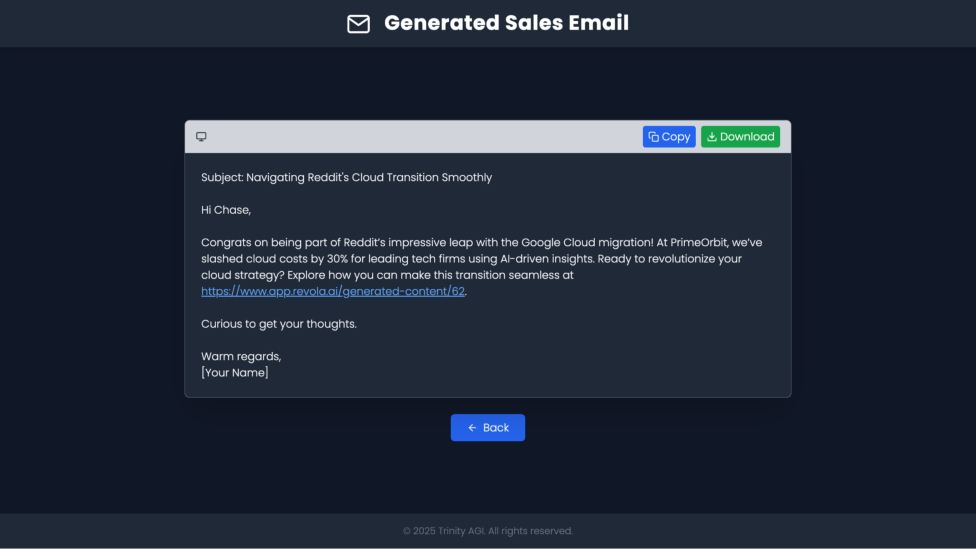 Generated Sales Email
Copy
Download
Subject: Navigating Reddit's Cloud Transition Smoothly
Hi Chase,
Congrats on being part of Reddit's impressive leap with the Google Cloud migration! At PrimeOrbit, we've
slashed cloud costs by 30% for leading tech firms using AI-driven insights. Ready to revolutionize your
cloud strategy? Explore how you can make this transition seamless at
https://www.app.revola.ai/generated-content/62.
Curious to get your thoughts.
Warm regards,
[Your Name]
Back
© 2025 Trinity AGI. All rights reserved.